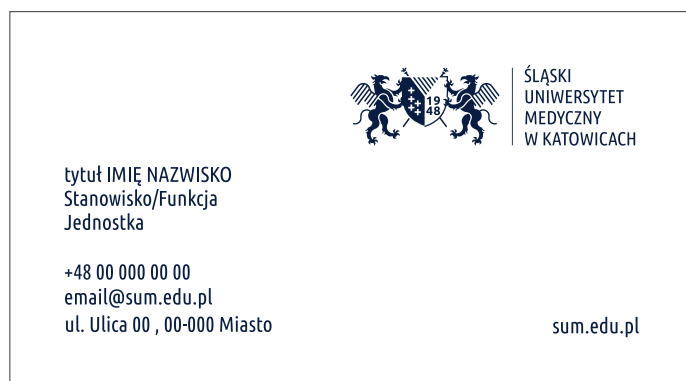 19
48
ŚLĄSKI
UNIWERSYTET
MEDYCZNY
W KATOWICACH
tytuł IMIĘ NAZWISKO
Stanowisko/Funkcja
Jednostka
+48 00 000 00 00
email@sum.edu.pl
ul. Ulica 00 , 00-000 Miasto
sum.edu.pl